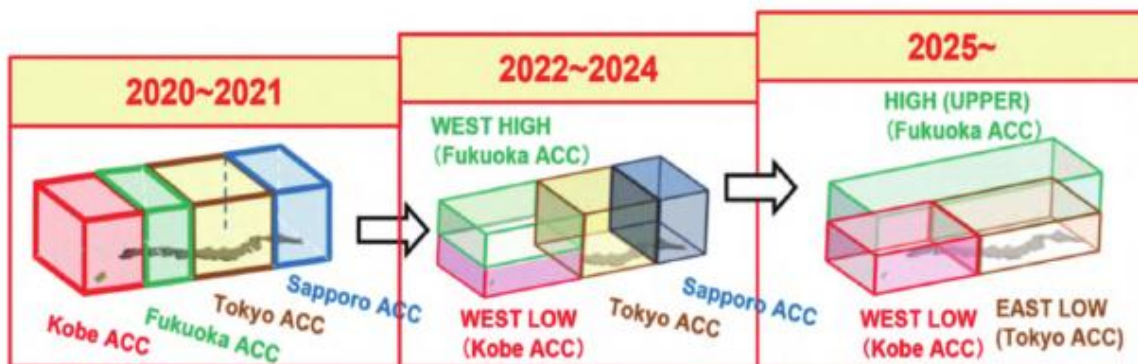 2020~2021
Kobe ACC
Fukuoka ACC
Tokyo ACC
Sapporo ACC
2022~2024
WEST HIGH
(Fukuoka ACC)
WEST LOW
(Kobe ACC)
Tokyo ACC
Sapporo ACC
2025~
HIGH (UPPER)
(Fukuoka ACC)
WEST LOW
(Kobe ACC)
EAST LOW
(Tokyo ACC)